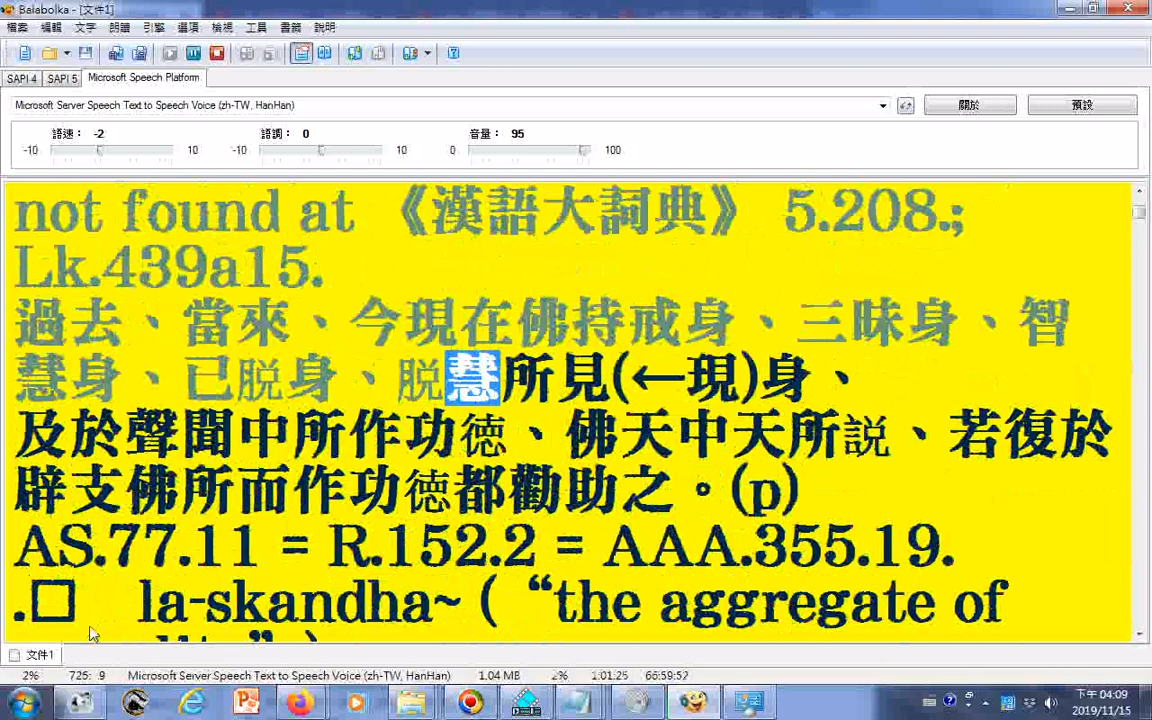 Balabolka - [文件1]
檔案 編輯 文字 朗讀 引擎 選項 檢視 工具 書籤 說明
SAPI 4 SAPI 5 Microsoft Speech Platform
Microsoft Server Speech Text to Speech Voice (zh-TW, HanHan) 關於 預設
語速： -2 語調： 0 音量： 95
-10 10 -10 10 0 100
not found at 《漢語大詞典》 5.208.;
Lk.439a15.
過去、當來、今現在佛持戒身、三昧身、智
慧身、已脱身、脱慧所見(←現)身、
及於聲聞中所作功徳、佛天中天所説、若復於
辟支佛所而作功徳都勸助之。(p)
AS.77.11 = R.152.2 = AAA.355.19.
.□ la-skandha~ ( “the aggregate of
文件1
2% 725: 9 Microsoft Server Speech Text to Speech Voice (zh-TW, HanHan) 1.04 MB 2% 1:01:25 66:59:52
下午 04:09
2019/11/15